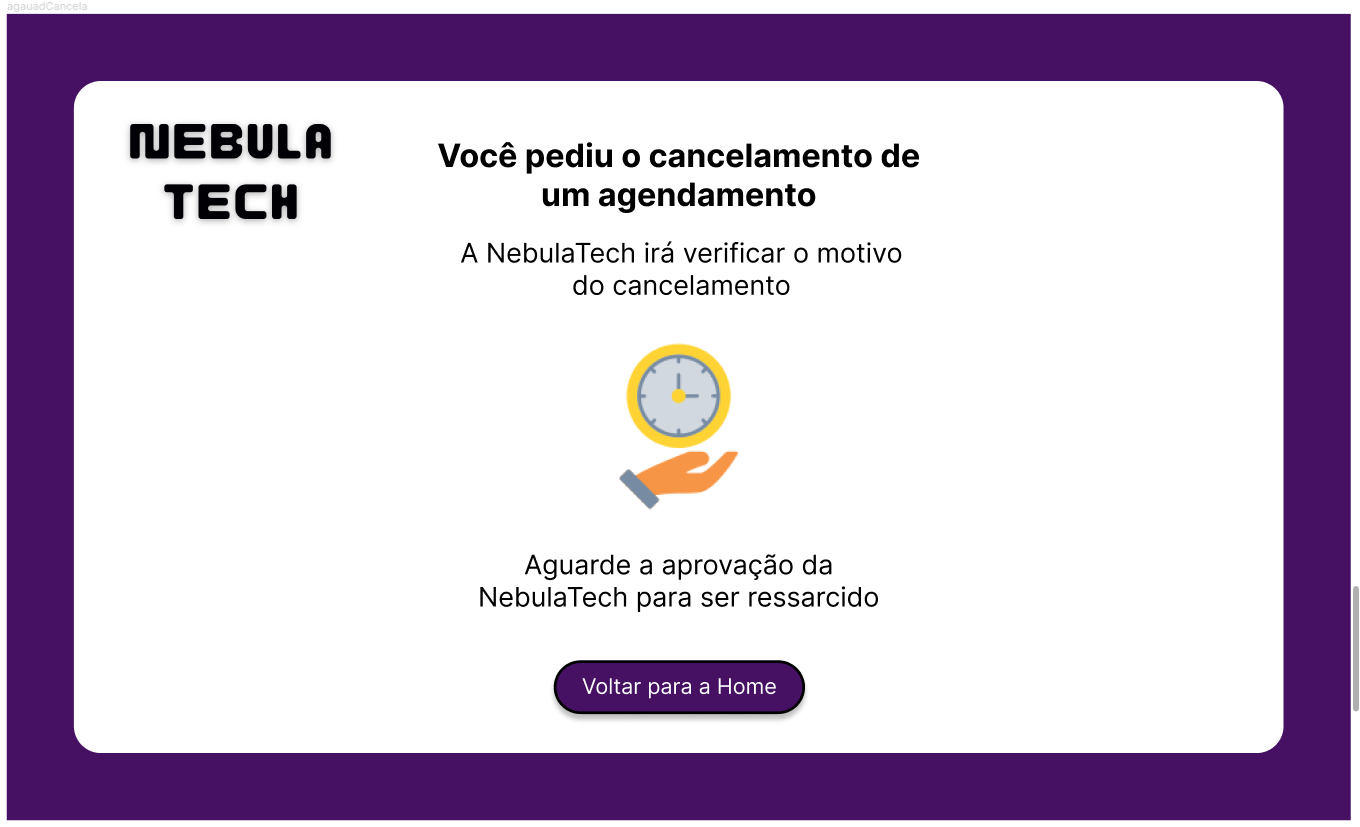 agauadCancela
NEBULA
TECH
Você pediu o cancelamento de
um agendamento
A NebulaTech irá verificar o motivo
do cancelamento
Aguarde a aprovação da
NebulaTech para ser ressarcido
Voltar para a Home